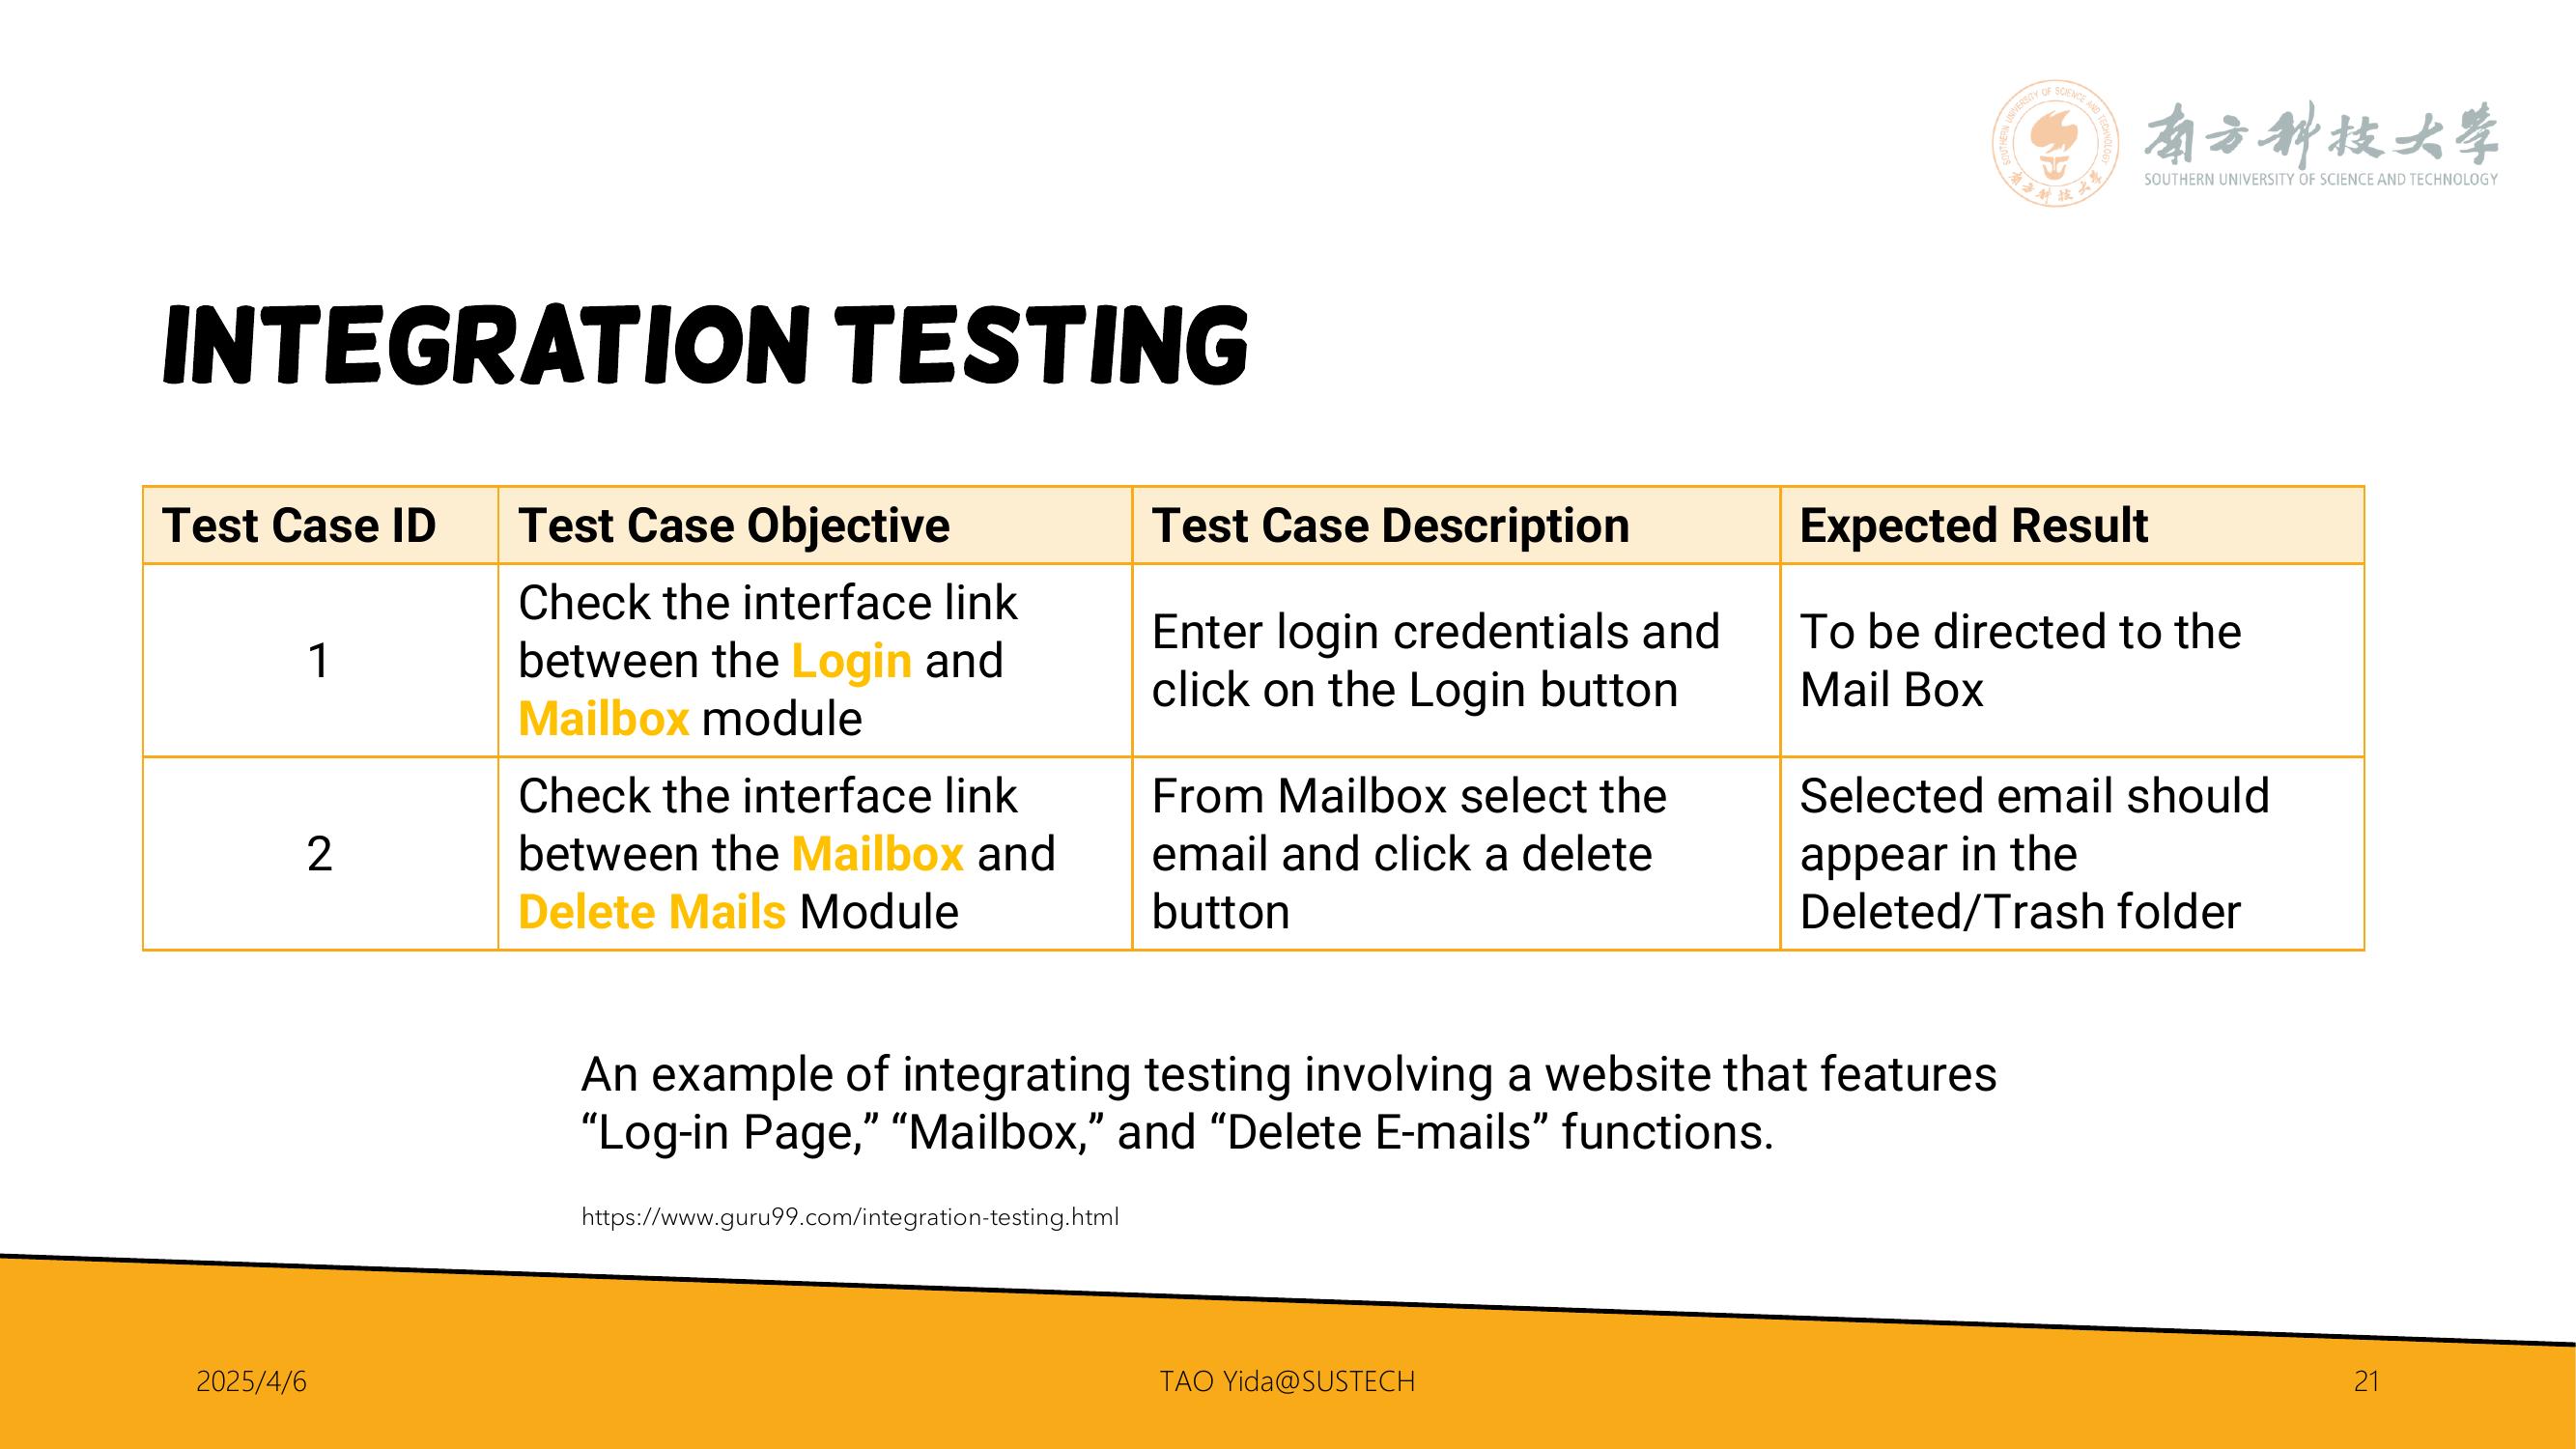 SOUTHERN UNIVERSITY OF SCIENCE AND TECHNOLOGY
南方科技大学
南方科技大學
SOUTHERN UNIVERSITY OF SCIENCE AND TECHNOLOGY
INTEGRATION TESTING
Test Case ID
Test Case Objective
Test Case Description
Expected Result
1
Check the interface link
between the Login and
Mailbox module
Enter login credentials and
click on the Login button
To be directed to the
Mail Box
2
Check the interface link
between the Mailbox and
Delete Mails Module
From Mailbox select the
email and click a delete
button
Selected email should
appear in the
Deleted/Trash folder
An example of integrating testing involving a website that features
“Log-in Page,” “Mailbox,” and “Delete E-mails” functions.
https://www.guru99.com/integration-testing.html
2025/4/6
TAO Yida@SUSTECH
21